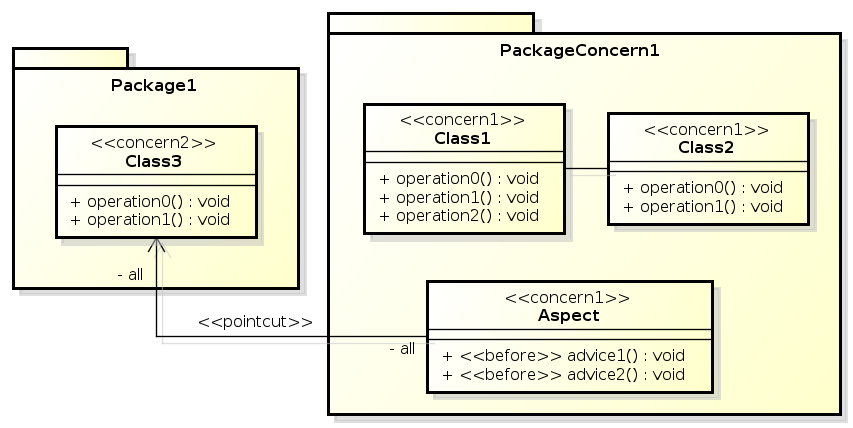 Package1
<<concern2>>
Class3
+ operation0() : void
+ operation1() : void
- all
<<pointcut>>
- all
PackageConcern1
<<concern1>>
Class1
+ operation0() : void
+ operation1() : void
+ operation2() : void
<<concern1>>
Class2
+ operation0() : void
+ operation1() : void
<<concern1>>
Aspect
+ <<before>> advice1() : void
+ <<before>> advice2() : void